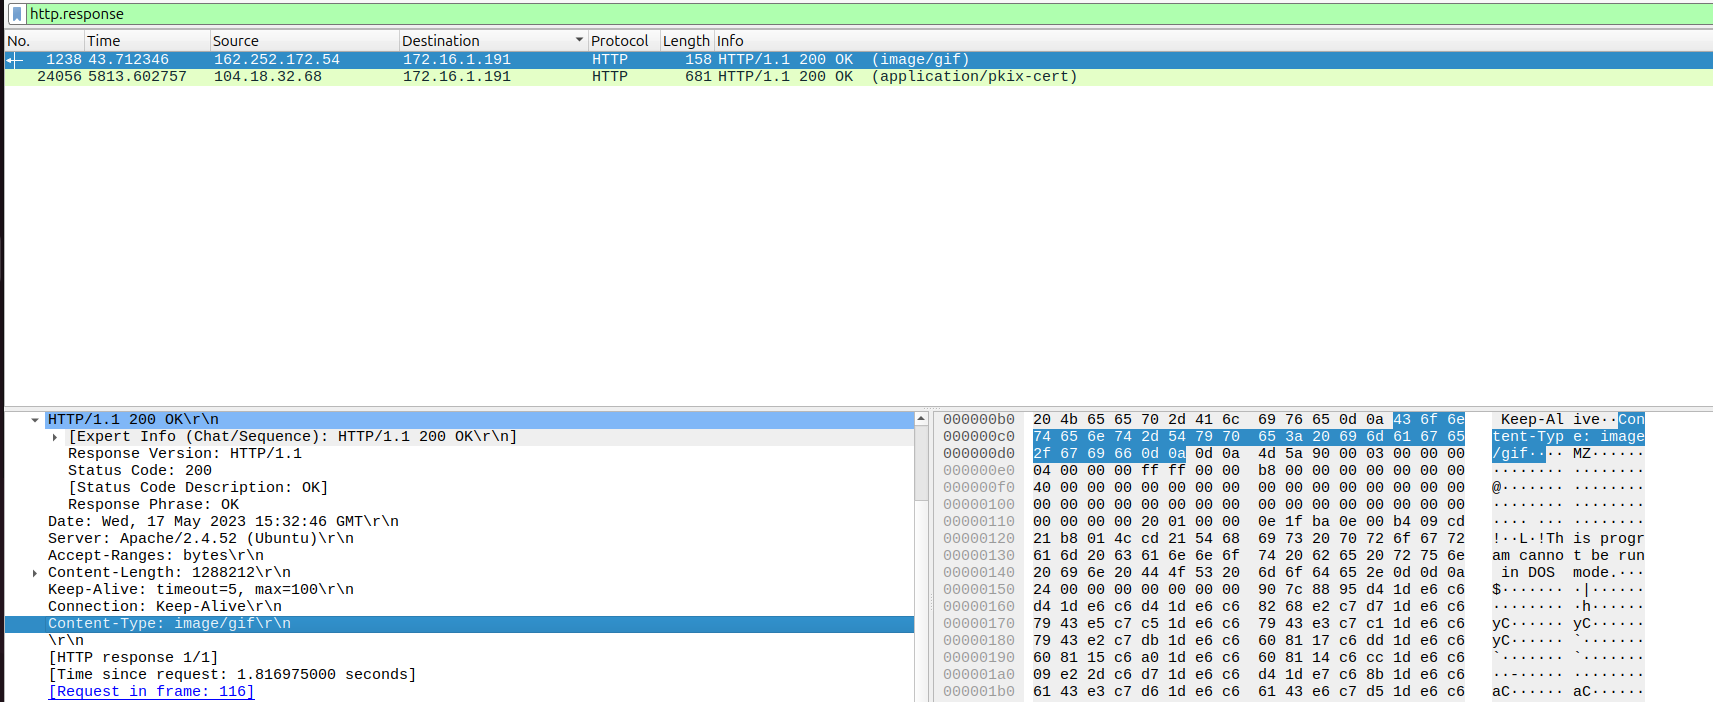 http.response
No. Time Source Destination Protocol Length Info
1238 43.712346 162.252.172.54 172.16.1.191 HTTP 158 HTTP/1.1 200 OK (image/gif)
24056 5813.602757 104.18.32.68 172.16.1.191 HTTP 681 HTTP/1.1 200 OK (application/pkix-cert)
HTTP/1.1 200 OK\r\n
[Expert Info (Chat/Sequence): HTTP/1.1 200 OK\r\n]
Response Version: HTTP/1.1
Status Code: 200
[Status Code Description: OK]
Response Phrase: OK
Date: Wed, 17 May 2023 15:32:46 GMT\r\n
Server: Apache/2.4.52 (Ubuntu)\r\n
Accept-Ranges: bytes\r\n
Content-Length: 1288212\r\n
Keep-Alive: timeout=5, max=100\r\n
Connection: Keep-Alive\r\n
Content-Type: image/gif\r\n
\r\n
[HTTP response 1/1]
[Time since request: 1.816975000 seconds]
[Request in frame: 116]
000000b0 20 4b 65 65 70 2d 41 6c 69 76 65 0d 0a 43 6f 6e Keep-Al ive··Con
000000c0 74 65 6e 74 2d 54 79 70 65 3a 20 69 6d 61 67 65 tent-Typ e: image
000000d0 2f 67 69 66 0d 0a 0d 0a 4d 5a 90 00 03 00 00 00 /gif···· MZ······
000000e0 04 00 00 00 ff ff 00 00 b8 00 00 00 00 00 00 00 ········ ········
000000f0 40 00 00 00 00 00 00 00 00 00 00 00 00 00 00 00 @······· ········
00000100 00 00 00 00 00 00 00 00 00 00 00 00 00 00 00 00 ········ ········
00000110 00 00 00 00 20 01 00 00 0e 1f ba 0e 00 b4 09 cd ···· ··· ········
00000120 21 b8 01 4c cd 21 54 68 69 73 20 70 72 6f 67 72 !··L·!Th is progr
00000130 61 6d 20 63 61 6e 6e 6f 74 20 62 65 20 72 75 6e am canno t be run
00000140 20 69 6e 20 44 4f 53 20 6d 6f 64 65 2e 0d 0d 0a in DOS mode.···
00000150 24 00 00 00 00 00 00 00 90 7c 88 95 d4 1d e6 c6 $······· ·|······
00000160 d4 1d e6 c6 d4 1d e6 c6 82 68 e2 c7 d7 1d e6 c6 ········ ·h······
00000170 79 43 e5 c7 c5 1d e6 c6 79 43 e3 c7 c1 1d e6 c6 yC······ yC······
00000180 79 43 e2 c7 db 1d e6 c6 60 81 17 c6 dd 1d e6 c6 yC······ `·······
00000190 60 81 15 c6 a0 1d e6 c6 60 81 14 c6 cc 1d e6 c6 `······· `·······
000001a0 09 e2 2d c6 d7 1d e6 c6 d4 1d e7 c6 8b 1d e6 c6 ··-····· ········
000001b0 61 43 e3 c7 d6 1d e6 c6 61 43 e6 c7 d5 1d e6 c6 aC······ aC······